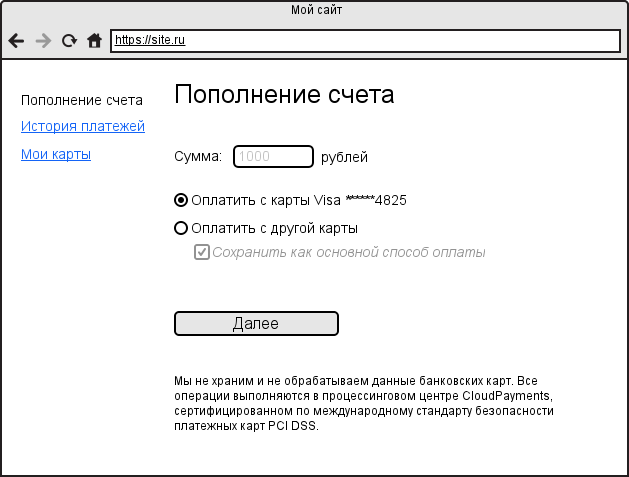 Мой сайт
https://site.ru
Пополнение счета
История платежей
Мои карты
Пополнение счета
Сумма: 1000 рублей
Оплатить с карты Visa ******4825
Оплатить с другой карты
Сохранить как основной способ оплаты
Далее
Мы не храним и не обрабатываем данные банковских карт. Все
операции выполняются в процессинговом центре CloudPayments,
сертифицированном по международному стандарту безопасности
платежных карт PCI DSS.